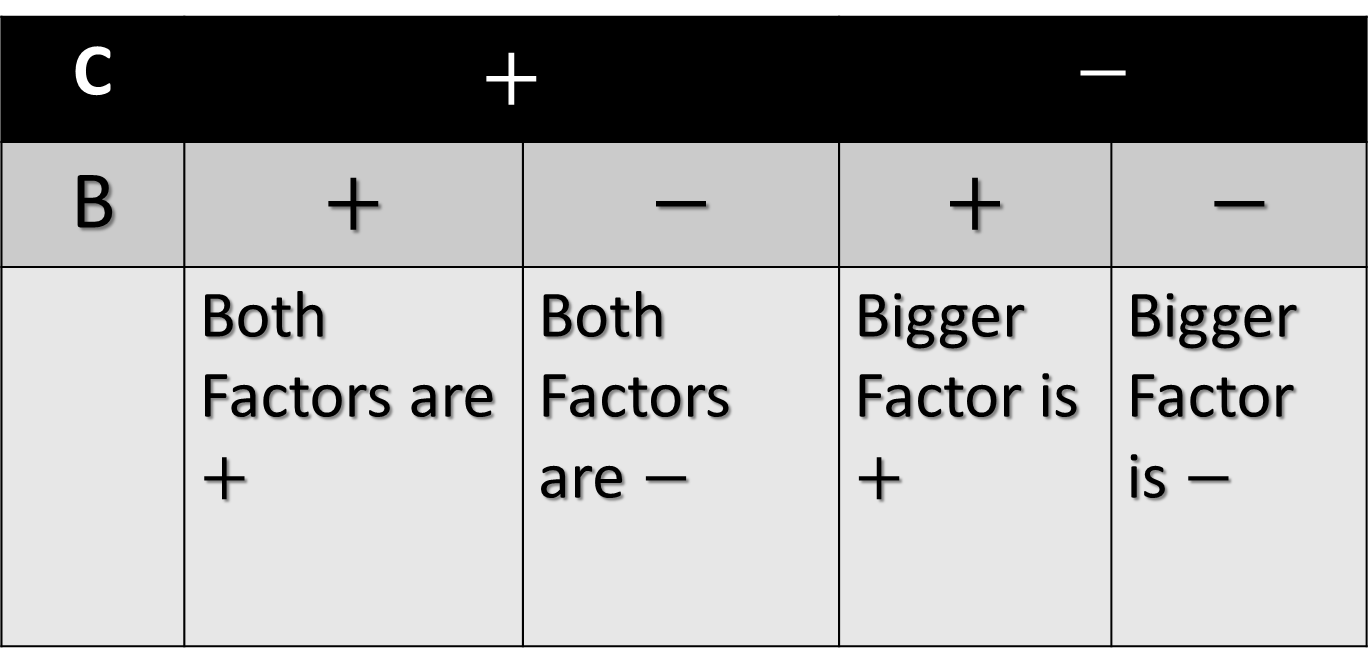 C + −
B + − + −
Both Both Bigger Bigger
Factors are Factors Factor is Factor
+ are − + is −